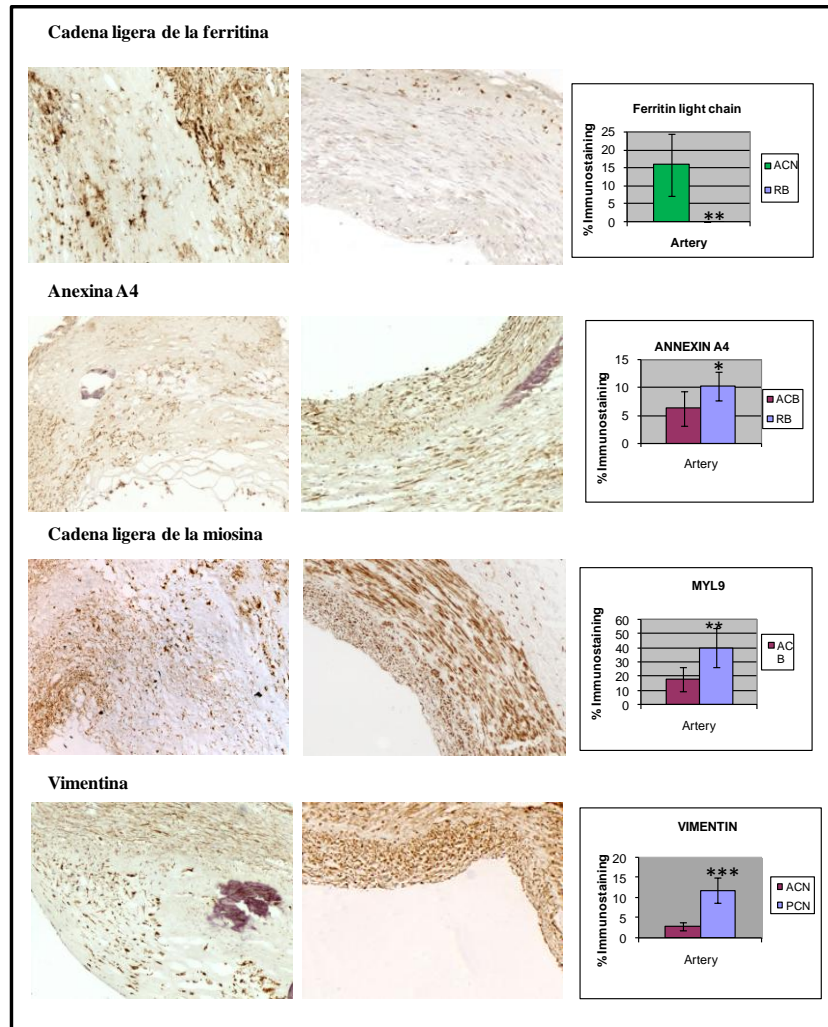 Cadena ligera de la ferritina
Ferritin light chain
% Immunostaining
25
20
15
10
5
0
**
Artery
ACN
RB
Anexina A4
ANNEXIN A4
% Immunostaining
15
10
5
0
*
Artery
ACB
RB
Cadena ligera de la miosina
MYL9
% Immunostaining
60
50
40
30
20
10
0
**
Artery
AC
B
Vimentina
VIMENTIN
% Immunostaining
20
15
10
5
0
***
Artery
ACN
PCN